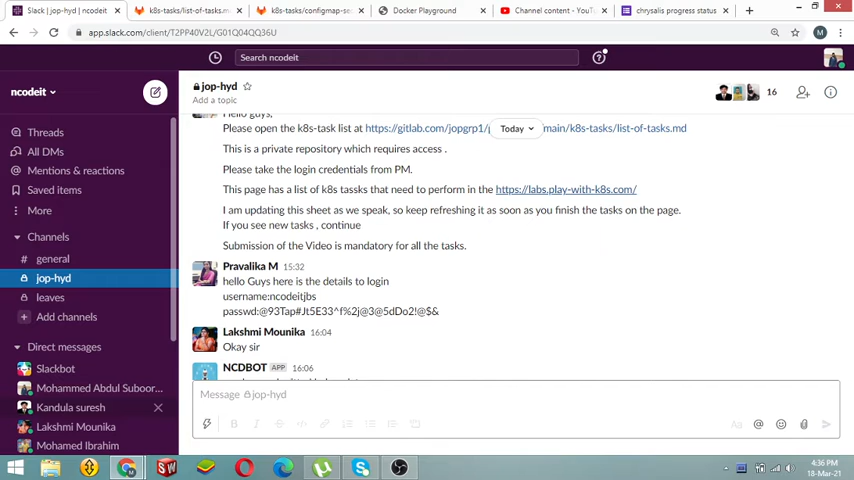 Slack | jop-hyd | ncodeit
k8s-tasks/list-of-tasks.m
k8s-tasks/configmap-se
Docker Playground
Channel content - YouT
chrysalis progress status
app.slack.com/client/T2PP40V2L/G01Q04QQ3C
Search ncodeit
ncodeit
Threads
All DMs
Mentions & reactions
Saved items
More
Channels
general
jop-hyd
leaves
Add channels
Direct messages
Slackbot
Mohammed Abdul Suboor...
Kandula suresh
Lakshmi Mounika
Mohamed Ibrahim
jop-hyd
Add a topic
16
Hello guys,
Please open the k8s-task list at https://gitlab.com/jopgrp1/ Today main/k8s-tasks/list-of-tasks.md
This is a private repository which requires access .
Please take the login credentials from PM.
This page has a list of k8s tassks that need to perform in the https://labs.play-with-k8s.com/
I am updating this sheet as we speak, so keep refreshing it as soon as you finish the tasks on the page.
If you see new tasks , continue
Submission of the Video is mandatory for all the tasks.
Pravalika M 15:32
hello Guys here is the details to login
username:ncodeitjbs
passwd:@93Tap#Jt5E33^f%2j@3@5dDo2!@$&
Lakshmi Mounika 16:04
Okay sir
NCDBOT APP 16:06
Message jop-hyd
4:36 PM
18-Mar-21